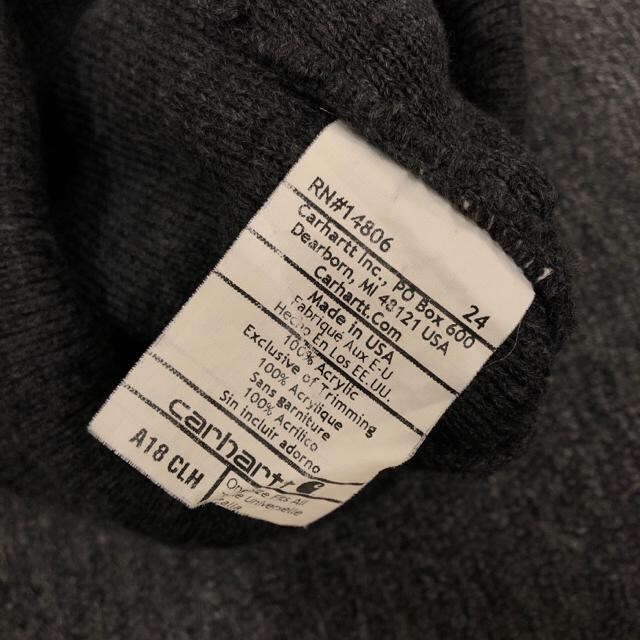 RN#14806
24
Carhartt Inc., PO Box 600
Dearborn, MI 48121 USA
Carhartt.Com
Made in USA
Fabriqué Aux E-U
Hecho En Los EE.UU.
100% Acrylic
Exclusive of Trimming
100% Acrylique
Sans garniture
100% Acrílico
Sin incluir adorno
carhartt
A18 CLH
One Size Fits All
Universelle
Talla